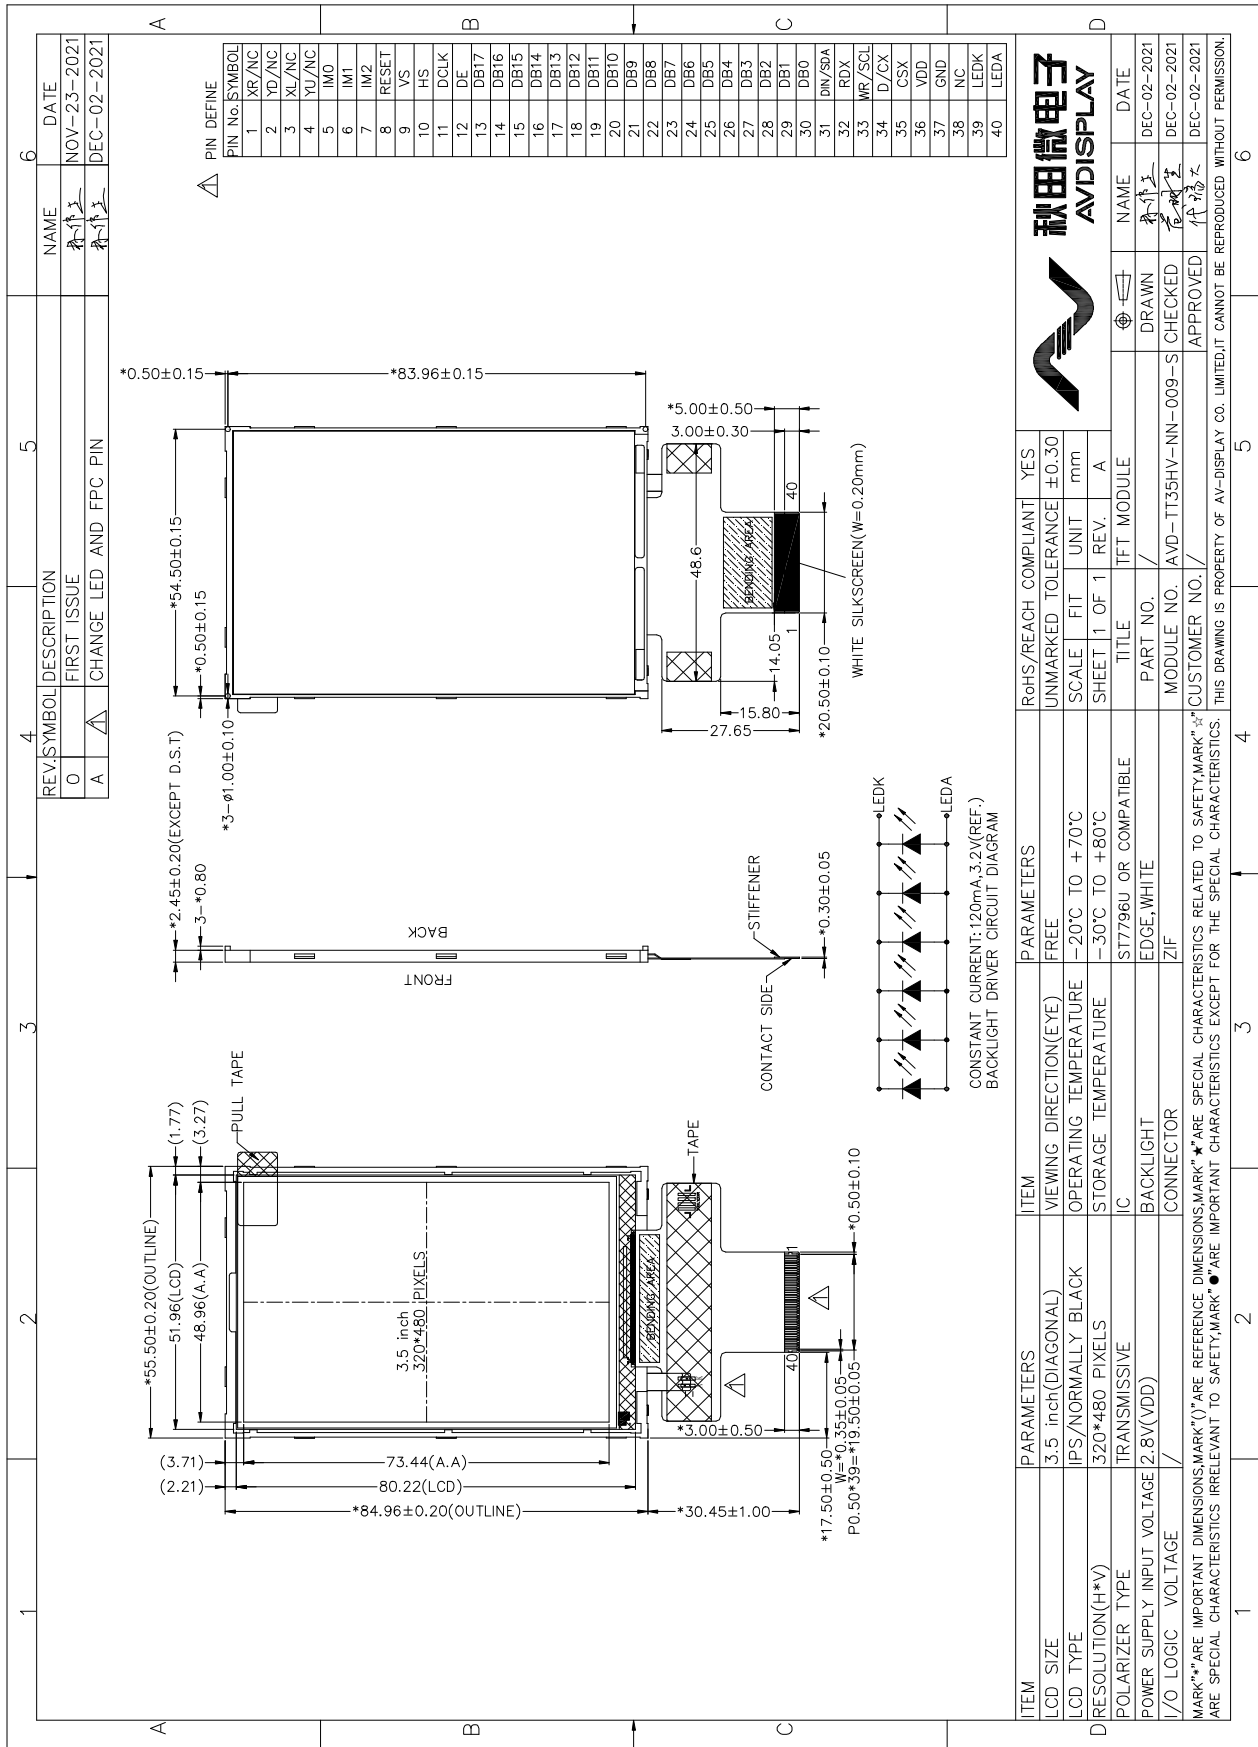 1
2
3
4
5
6
A
B
C
D
REV. SYMBOL DESCRIPTION NAME DATE
0 FIRST ISSUE NOV-23-2021
A 1 CHANGE LED AND FPC PIN DEC-02-2021
*55.50±0.20(OUTLINE)
51.96(LCD)
48.96(A.A)
(1.77)
(3.27)
PULL TAPE
(3.71)
(2.21)
73.44(A.A)
80.22(LCD)
*84.96±0.20(OUTLINE)
3.5 inch
320*480 PIXELS
BENDING AREA
TAPE
*3.00±0.50
*30.45±1.00
40
1
1
1
*17.50±0.50
W=*0.35±0.05
P0.50*39=*19.50±0.05
*0.50±0.10
*2.45±0.20(EXCEPT D.S.T)
3-*0.80
FRONT
BACK
CONTACT SIDE
STIFFENER
*0.30±0.05
LEDK
LEDA
CONSTANT CURRENT:120mA,3.2V(REF.)
BACKLIGHT DRIVER CIRCUIT DIAGRAM
*3-ø1.00±0.10
*0.50±0.15
*54.50±0.15
*0.50±0.15
*83.96±0.15
48.6
*5.00±0.50
3.00±0.30
BENDING AREA
1
40
14.05
15.80
27.65
*20.50±0.10
WHITE SILKSCREEN(W=0.20mm)
1
PIN DEFINE
PIN No. SYMBOL
1 XR/NC
2 YD/NC
3 XL/NC
4 YU/NC
5 IM0
6 IM1
7 IM2
8 RESET
9 VS
10 HS
11 DCLK
12 DE
13 DB17
14 DB16
15 DB15
16 DB14
17 DB13
18 DB12
19 DB11
20 DB10
21 DB9
22 DB8
23 DB7
24 DB6
25 DB5
26 DB4
27 DB3
28 DB2
29 DB1
30 DB0
31 DIN/SDA
32 RDX
33 WR/SCL
34 D/CX
35 CSX
36 VDD
37 GND
38 NC
39 LEDK
40 LEDA
ITEM PARAMETERS ITEM PARAMETERS RoHS/REACH COMPLIANT YES
LCD SIZE 3.5 inch(DIAGONAL) VIEWING DIRECTION(EYE) FREE UNMARKED TOLERANCE ±0.30
LCD TYPE IPS/NORMALLY BLACK OPERATING TEMPERATURE -20°C TO +70°C SCALE FIT UNIT mm
RESOLUTION(H*V) 320*480 PIXELS STORAGE TEMPERATURE -30°C TO +80°C SHEET 1 OF 1 REV. A
POLARIZER TYPE TRANSMISSIVE IC ST7796U OR COMPATIBLE TITLE TFT MODULE
POWER SUPPLY INPUT VOLTAGE 2.8V(VDD) BACKLIGHT EDGE,WHITE PART NO. /
I/O LOGIC VOLTAGE / CONNECTOR ZIF MODULE NO. AVD-TT35HV-NN-009-S
CUSTOMER NO. /
秋田微电子
AVDISPLAY
NAME DATE
DRAWN DEC-02-2021
CHECKED DEC-02-2021
APPROVED DEC-02-2021
MARK"*"ARE IMPORTANT DIMENSIONS,MARK"()"ARE REFERENCE DIMENSIONS,MARK"★"ARE SPECIAL CHARACTERISTICS RELATED TO SAFETY,MARK"☆"
ARE SPECIAL CHARACTERISTICS IRRELEVANT TO SAFETY,MARK"●"ARE IMPORTANT CHARACTERISTICS EXCEPT FOR THE SPECIAL CHARACTERISTICS.
THIS DRAWING IS PROPERTY OF AV-DISPLAY CO. LIMITED,IT CANNOT BE REPRODUCED WITHOUT PERMISSION.
A
B
C
D
1
2
3
4
5
6